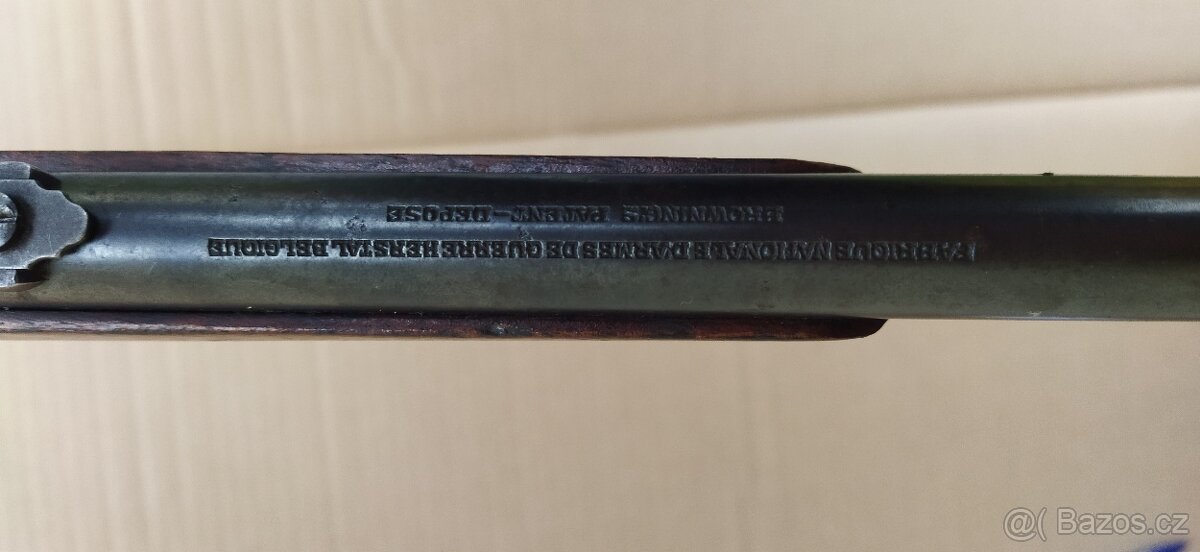 FABRIQUE NATIONALE D'ARMES DE GUERRE HERSTAL BELGIQUE
BROWNING'S PATENT-DEPOSE
@( Bazos.cz